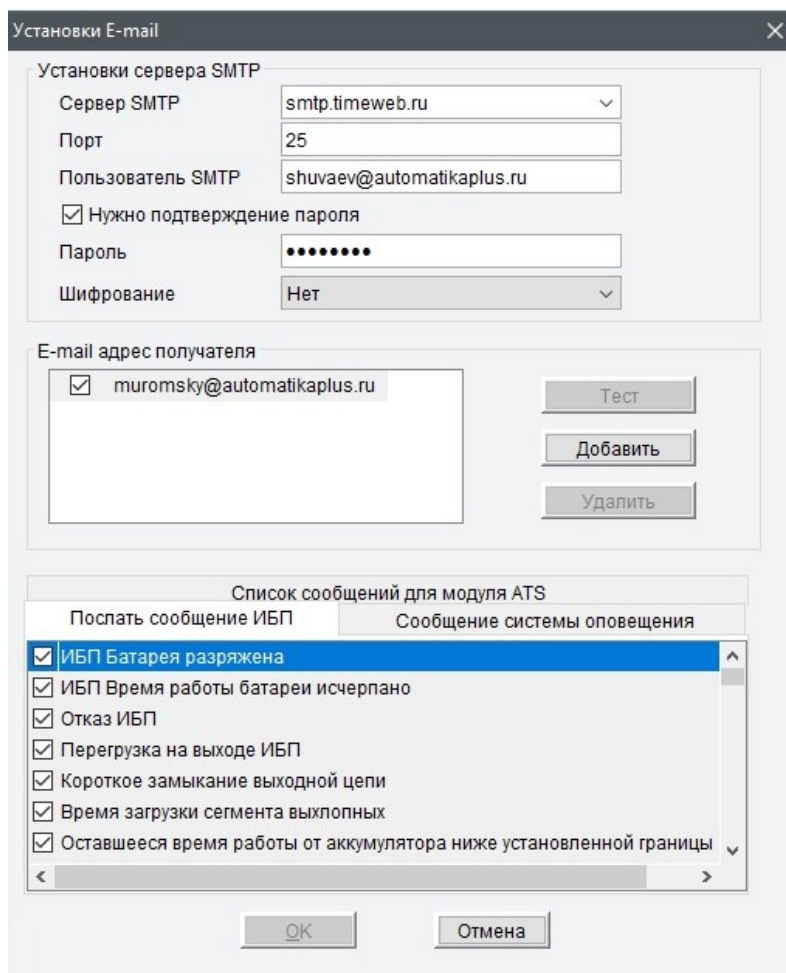 Установки E-mail
Установки сервера SMTP
Сервер SMTP smtp.timeweb.ru
Порт 25
Пользователь SMTP shuvaev@automatikaplus.ru
Нужно подтверждение пароля
Пароль ••••••••
Шифрование Нет
E-mail адрес получателя
muromsky@automatikaplus.ru
Тест
Добавить
Удалить
Список сообщений для модуля ATS
Послать сообщение ИБП Сообщение системы оповещения
ИБП Батарея разряжена
ИБП Время работы батареи исчерпано
Отказ ИБП
Перегрузка на выходе ИБП
Короткое замыкание выходной цепи
Время загрузки сегмента выхлопных
Оставшееся время работы от аккумулятора ниже установленной границы
OK Отмена